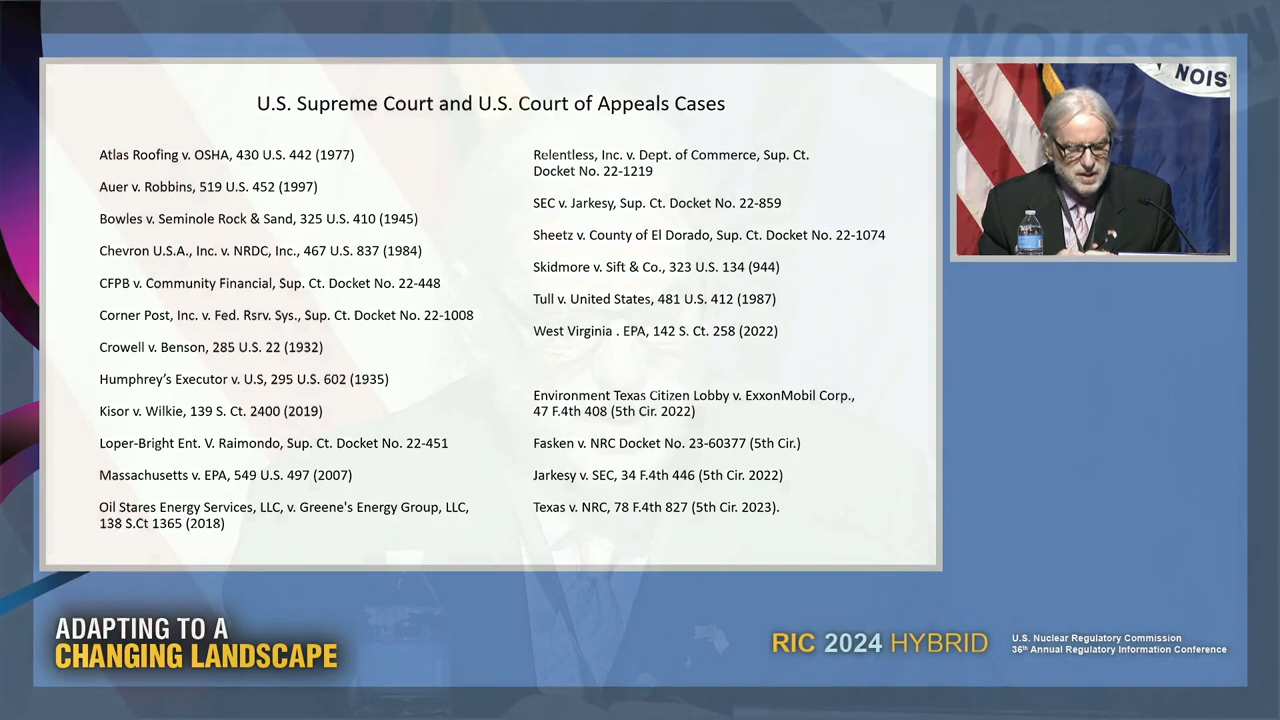 U.S. Supreme Court and U.S. Court of Appeals Cases
Atlas Roofing v. OSHA, 430 U.S. 442 (1977)
Auer v. Robbins, 519 U.S. 452 (1997)
Bowles v. Seminole Rock & Sand, 325 U.S. 410 (1945)
Chevron U.S.A., Inc. v. NRDC, Inc., 467 U.S. 837 (1984)
CFPB v. Community Financial, Sup. Ct. Docket No. 22-448
Corner Post, Inc. v. Fed. Rsrv. Sys., Sup. Ct. Docket No. 22-1008
Crowell v. Benson, 285 U.S. 22 (1932)
Humphrey’s Executor v. U.S, 295 U.S. 602 (1935)
Kisor v. Wilkie, 139 S. Ct. 2400 (2019)
Loper-Bright Ent. V. Raimondo, Sup. Ct. Docket No. 22-451
Massachusetts v. EPA, 549 U.S. 497 (2007)
Oil Stares Energy Services, LLC, v. Greene's Energy Group, LLC,
138 S.Ct 1365 (2018)
Relentless, Inc. v. Dept. of Commerce, Sup. Ct.
Docket No. 22-1219
SEC v. Jarkesy, Sup. Ct. Docket No. 22-859
Sheetz v. County of El Dorado, Sup. Ct. Docket No. 22-1074
Skidmore v. Sift & Co., 323 U.S. 134 (944)
Tull v. United States, 481 U.S. 412 (1987)
West Virginia . EPA, 142 S. Ct. 258 (2022)
Environment Texas Citizen Lobby v. ExxonMobil Corp.,
47 F.4th 408 (5th Cir. 2022)
Fasken v. NRC Docket No. 23-60377 (5th Cir.)
Jarkesy v. SEC, 34 F.4th 446 (5th Cir. 2022)
Texas v. NRC, 78 F.4th 827 (5th Cir. 2023).
NOIS
ADAPTING TO A
CHANGING LANDSCAPE
RIC 2024 HYBRID
U.S. Nuclear Regulatory Commission
36th Annual Regulatory Information Conference